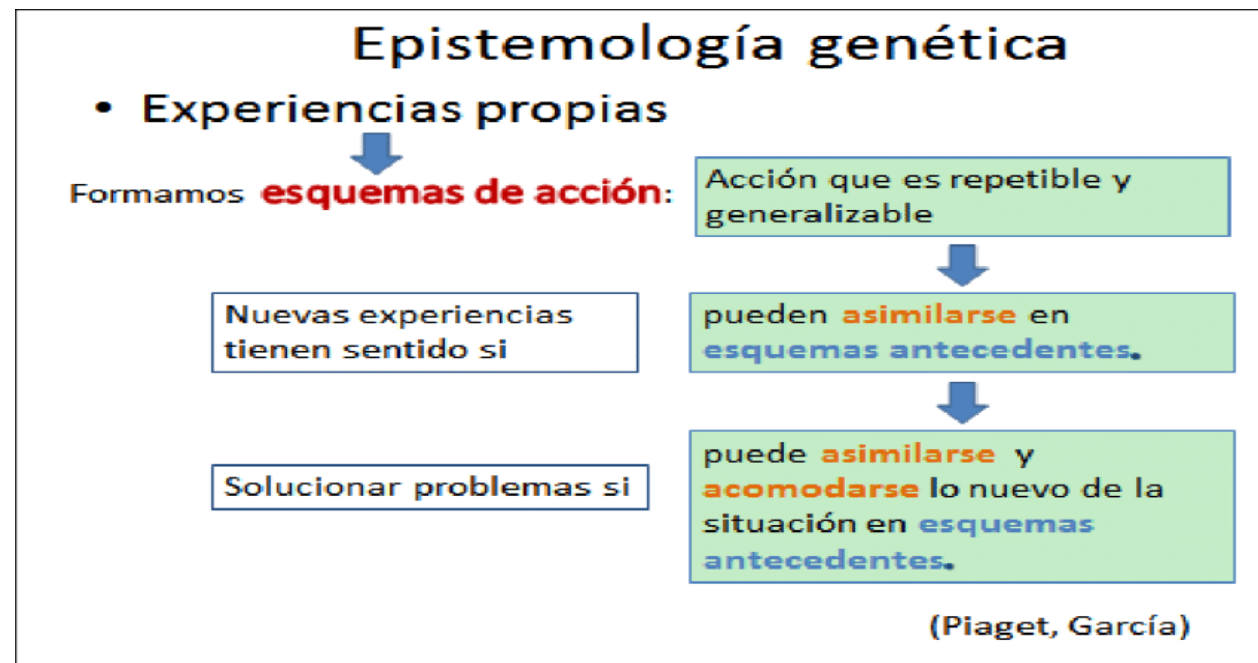 Epistemología genética
• Experiencias propias
Formamos esquemas de acción:
Acción que es repetible y
generalizable
Nuevas experiencias
tienen sentido si
pueden asimilarse en
esquemas antecedentes.
Solucionar problemas si
puede asimilarse y
acomodarse lo nuevo de la
situación en esquemas
antecedentes.
(Piaget, García)